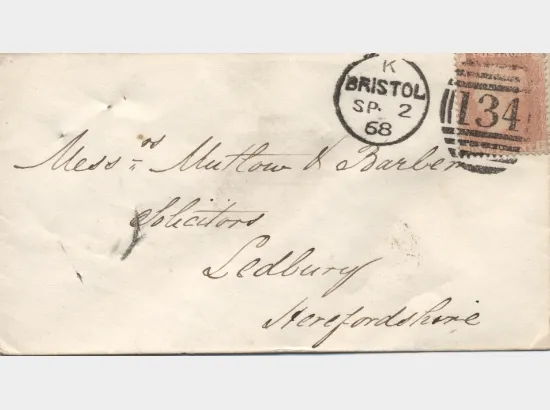 K
BRISTOL
SP 2
68
134
Mess.rs Mutlow & Barber
Solicitors
Ledbury
Herefordshire